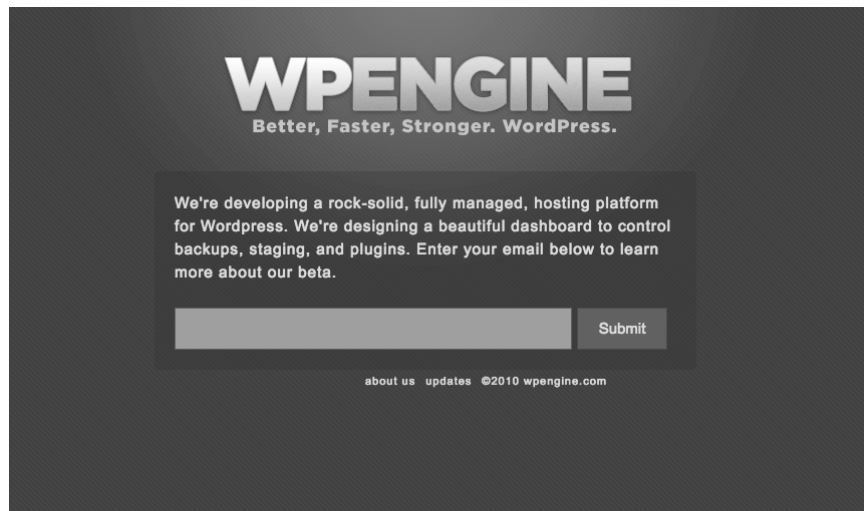 WPENGINE
Better, Faster, Stronger. WordPress.
We're developing a rock-solid, fully managed, hosting platform
for Wordpress. We're designing a beautiful dashboard to control
backups, staging, and plugins. Enter your email below to learn
more about our beta.
Submit
about us updates ©2010 wpengine.com